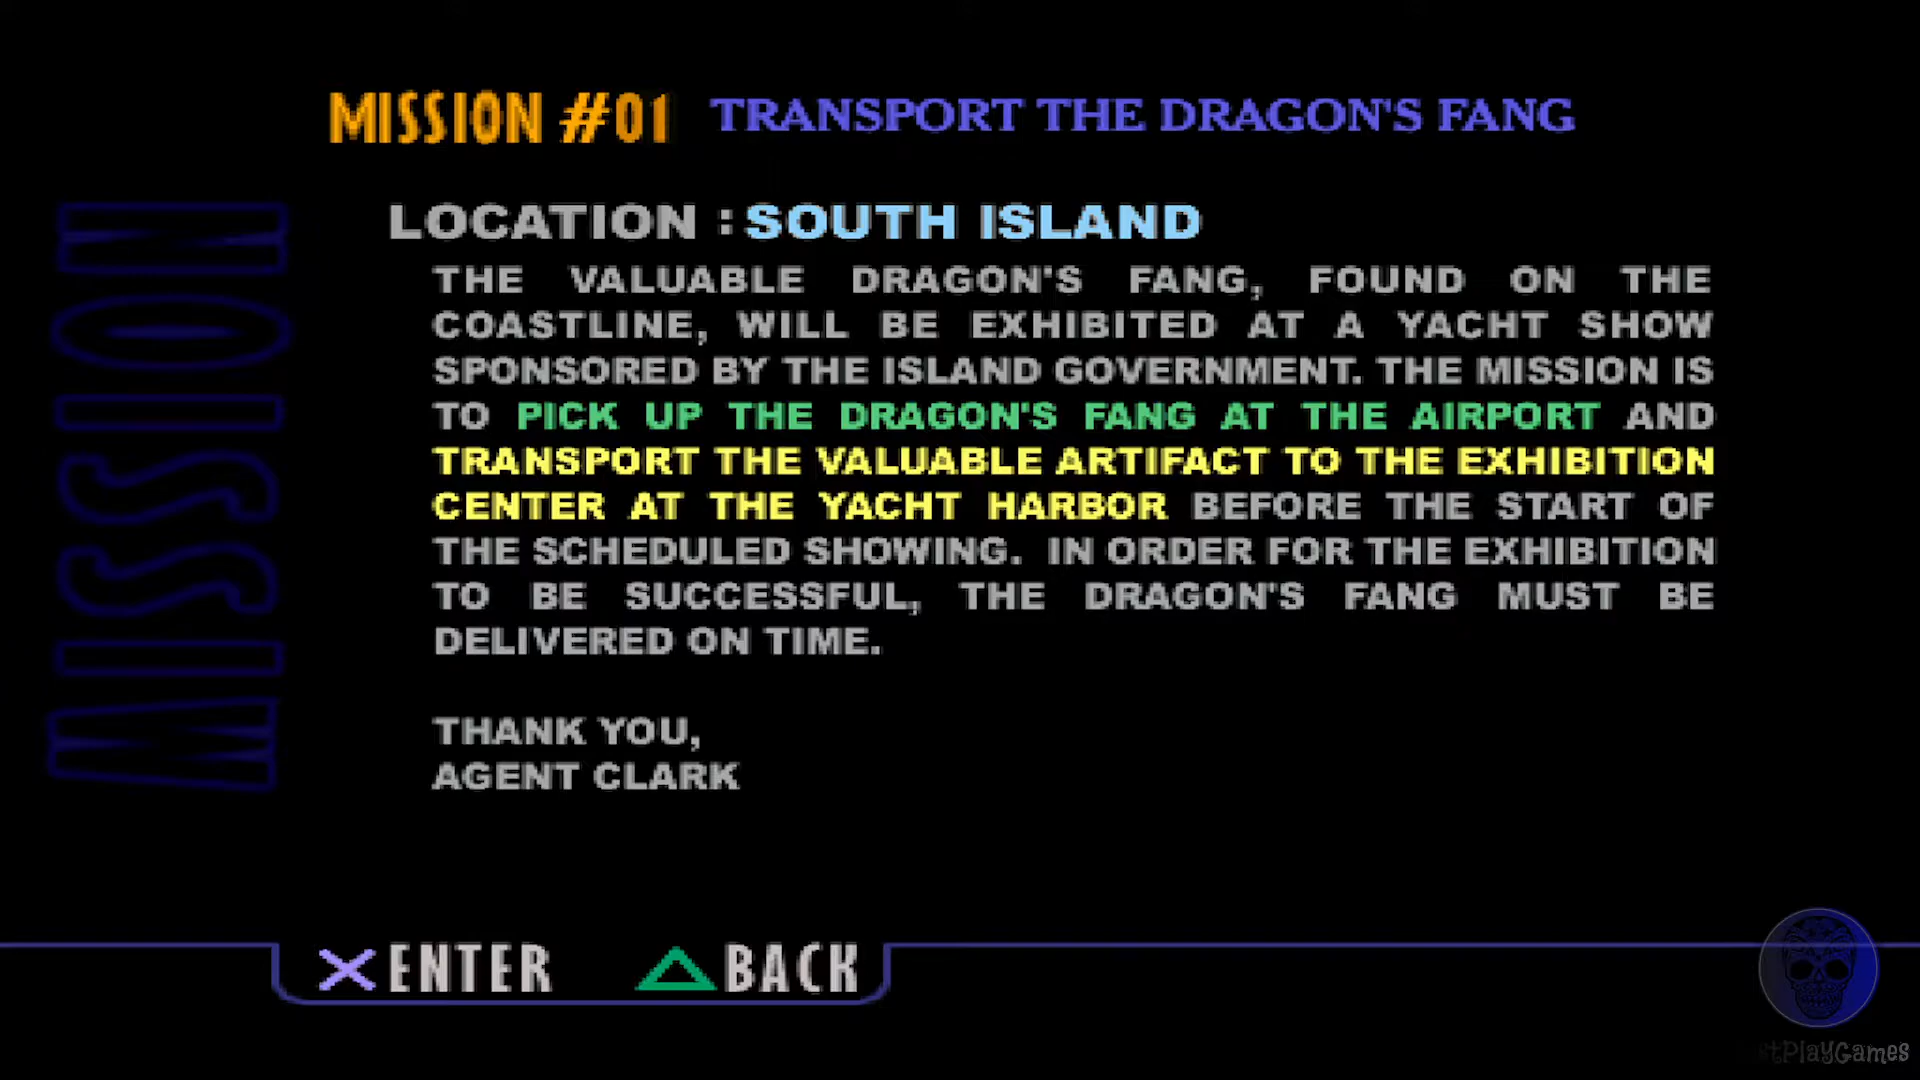 MISSION #01 TRANSPORT THE DRAGON'S FANG
MISSION
LOCATION : SOUTH ISLAND
THE VALUABLE DRAGON'S FANG, FOUND ON THE
COASTLINE, WILL BE EXHIBITED AT A YACHT SHOW
SPONSORED BY THE ISLAND GOVERNMENT. THE MISSION IS
TO PICK UP THE DRAGON'S FANG AT THE AIRPORT AND
TRANSPORT THE VALUABLE ARTIFACT TO THE EXHIBITION
CENTER AT THE YACHT HARBOR BEFORE THE START OF
THE SCHEDULED SHOWING. IN ORDER FOR THE EXHIBITION
TO BE SUCCESSFUL, THE DRAGON'S FANG MUST BE
DELIVERED ON TIME.
THANK YOU,
AGENT CLARK
ENTER BACK